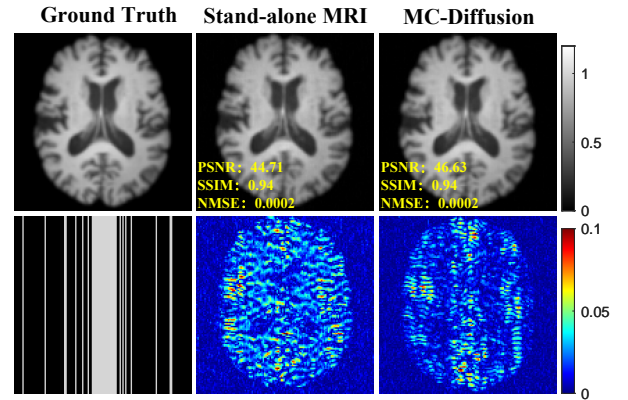 Ground Truth
Stand-alone MRI
MC-Diffusion
PSNR: 44.71
SSIM: 0.94
NMSE: 0.0002
PSNR: 46.63
SSIM: 0.94
NMSE: 0.0002
1
0.5
0
0.1
0.05
0